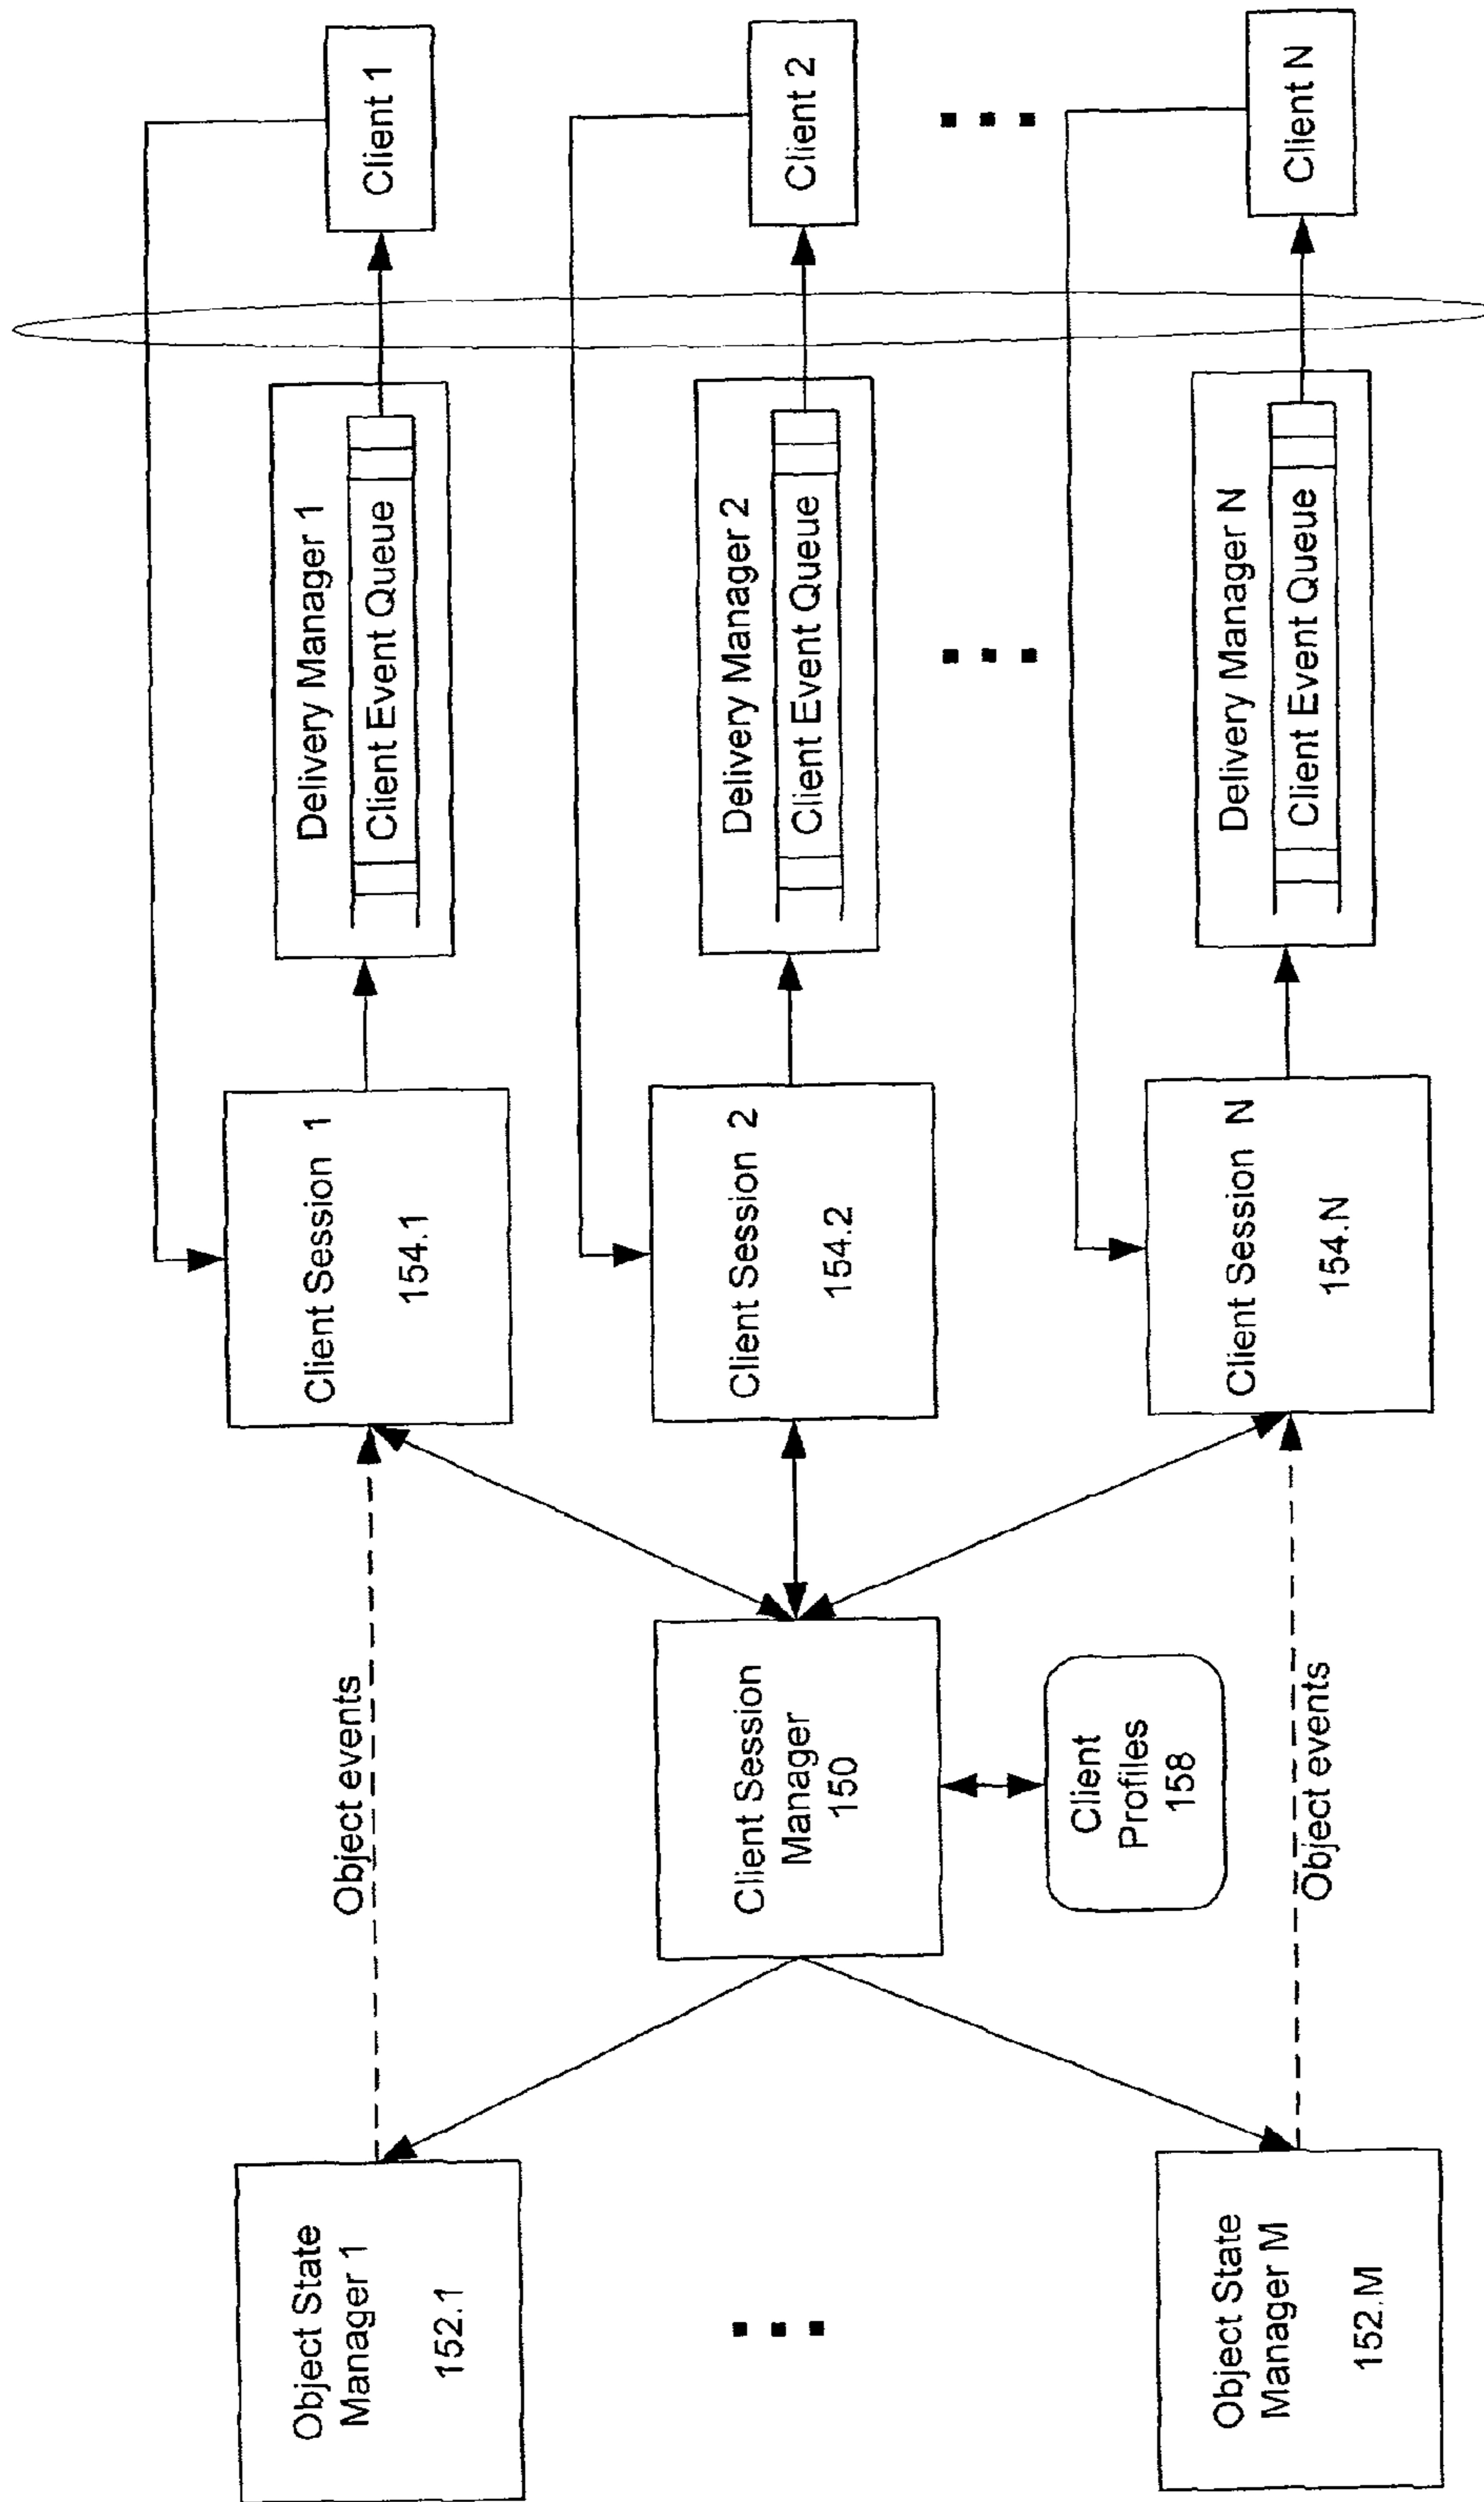 Object State
Manager 1
152.1
Object State
Manager M
152.M
Object events
Client Session
Manager
150
Client
Profiles
158
Object events
Client Session 1
154.1
Client Session 2
154.2
Client Session N
154.N
Delivery Manager 1
Client Event Queue
Delivery Manager 2
Client Event Queue
Delivery Manager N
Client Event Queue
Client 1
Client 2
Client N